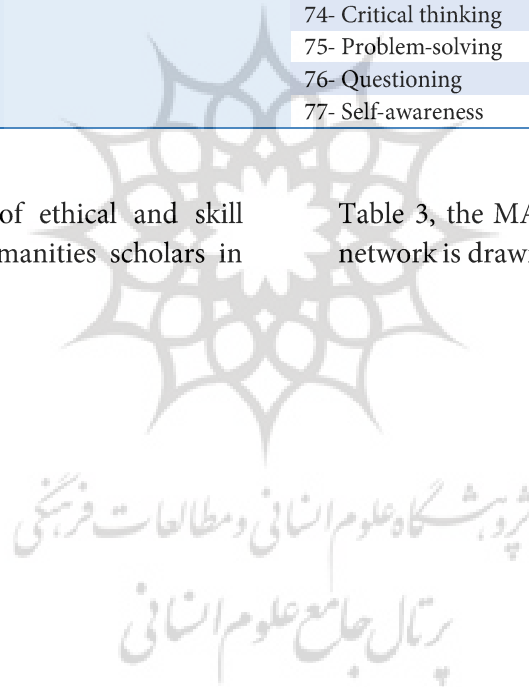 74- Critical thinking
75- Problem-solving
76- Questioning
77- Self-awareness
of ethical and skill
manities scholars in
Table 3, the MA
network is draw
پژوهشگاه علوم انسانی و مطالعات فرهنگی
پرتال جامع علوم انسانی